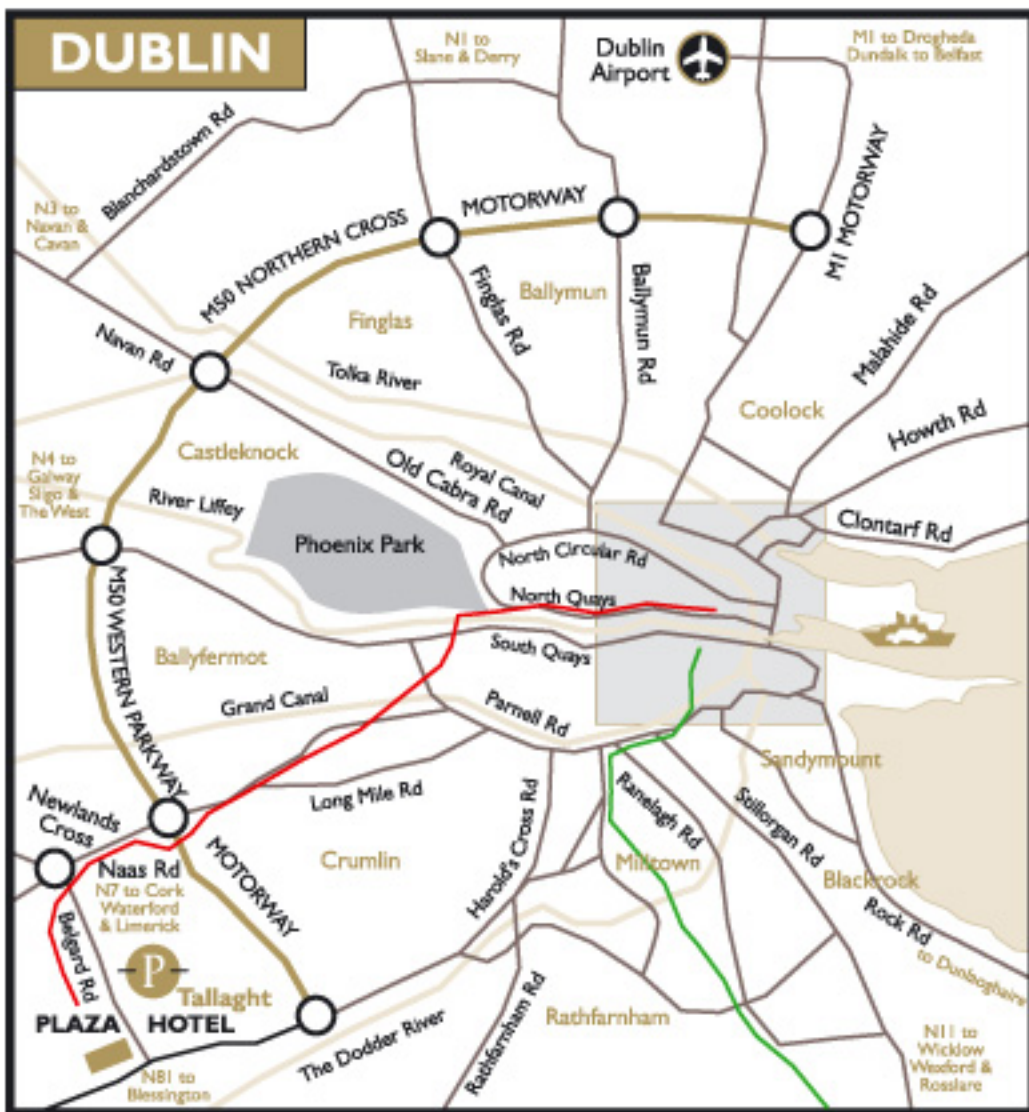 DUBLIN
N1 to
Slane & Derry
Dublin
Airport
M1 to Drogheda
Dundalk to Belfast
Blanchardstown Rd
N3 to
Navan &
Cavan
M50 NORTHERN CROSS
MOTORWAY
M1 MOTORWAY
Finglas
Finglas Rd
Ballymun
Ballymun Rd
Malahide Rd
Navan Rd
Tolka River
Coolock
Howth Rd
N4 to
Galway
Sligo &
The West
Castleknock
River Liffey
Old Cabra Rd
Royal Canal
Clontarf Rd
Phoenix Park
North Circular Rd
North Quays
M50 WESTERN PARKWAY
Ballyfermot
South Quays
Grand Canal
Parnell Rd
Sandymount
Newlands
Cross
Long Mile Rd
Harold's Cross Rd
Ranelagh Rd
Stillorgan Rd
Naas Rd
MOTORWAY
Crumlin
Milltown
Blackrock
N7 to Cork
Waterford
& Limerick
Belgard Rd
Rock Rd
to Dunboghaire
P
Tallaght
PLAZA HOTEL
The Dodder River
Rathfarnham Rd
Rathfarnham
N11 to
Wicklow
Wexford &
Rosslare
N81 to
Blessington